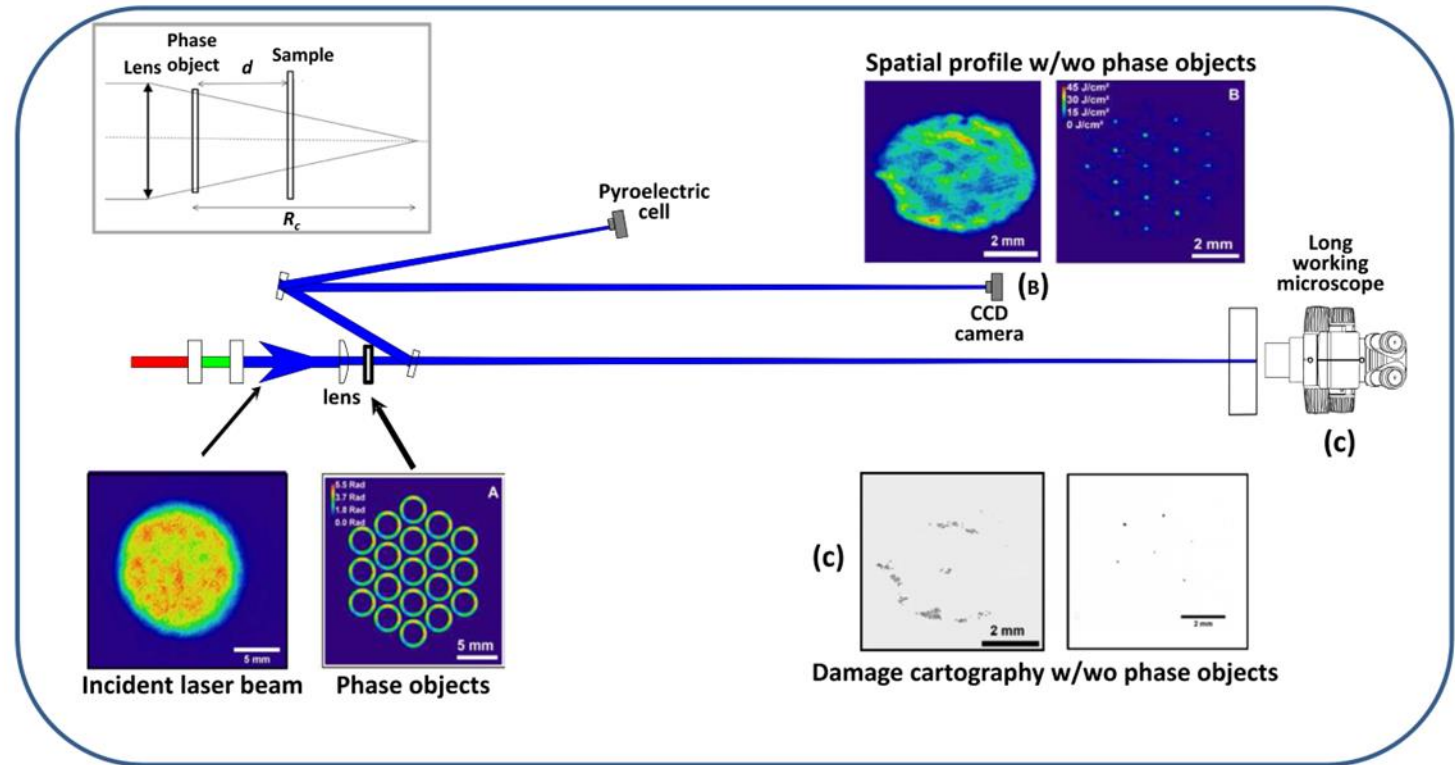 Phase
object
Lens
Sample
d
Rc
Spatial profile w/wo phase objects
45 J/cm²
30 J/cm²
15 J/cm²
0 J/cm²
B
2 mm
2 mm
Pyroelectric
cell
(B)
CCD
camera
Long
working
microscope
(c)
lens
5 mm
Incident laser beam
5.5 Rad
3.7 Rad
1.8 Rad
0.0 Rad
A
5 mm
Phase objects
(c)
2 mm
2 mm
Damage cartography w/wo phase objects